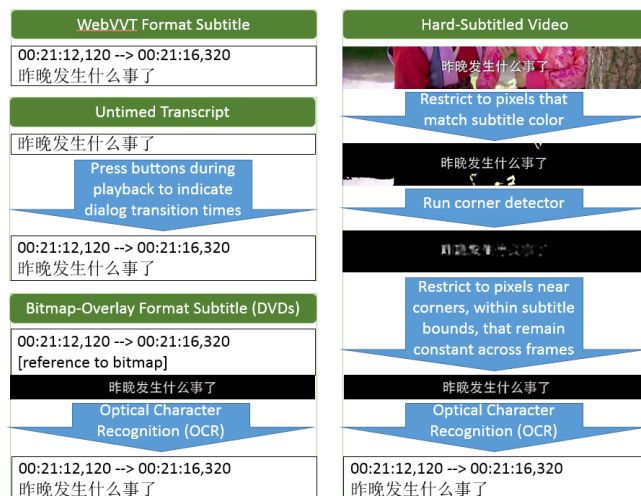 WebVVT Format Subtitle
00:21:12,120 --> 00:21:16,320
昨晚发生什么事了
Untimed Transcript
昨晚发生什么事了
Press buttons during
playback to indicate
dialog transition times
00:21:12,120 --> 00:21:16,320
昨晚发生什么事了
Bitmap-Overlay Format Subtitle (DVDs)
00:21:12,120 --> 00:21:16,320
[reference to bitmap]
昨晚发生什么事了
Optical Character
Recognition (OCR)
00:21:12,120 --> 00:21:16,320
昨晚发生什么事了
Hard-Subtitled Video
昨晚发生什么事了
Restrict to pixels that
match subtitle color
昨晚发生什么事了
Run corner detector
昨晚发生什么事了
Restrict to pixels near
corners, within subtitle
bounds, that remain
constant across frames
昨晚发生什么事了
Optical Character
Recognition (OCR)
00:21:12,120 --> 00:21:16,320
昨晚发生什么事了